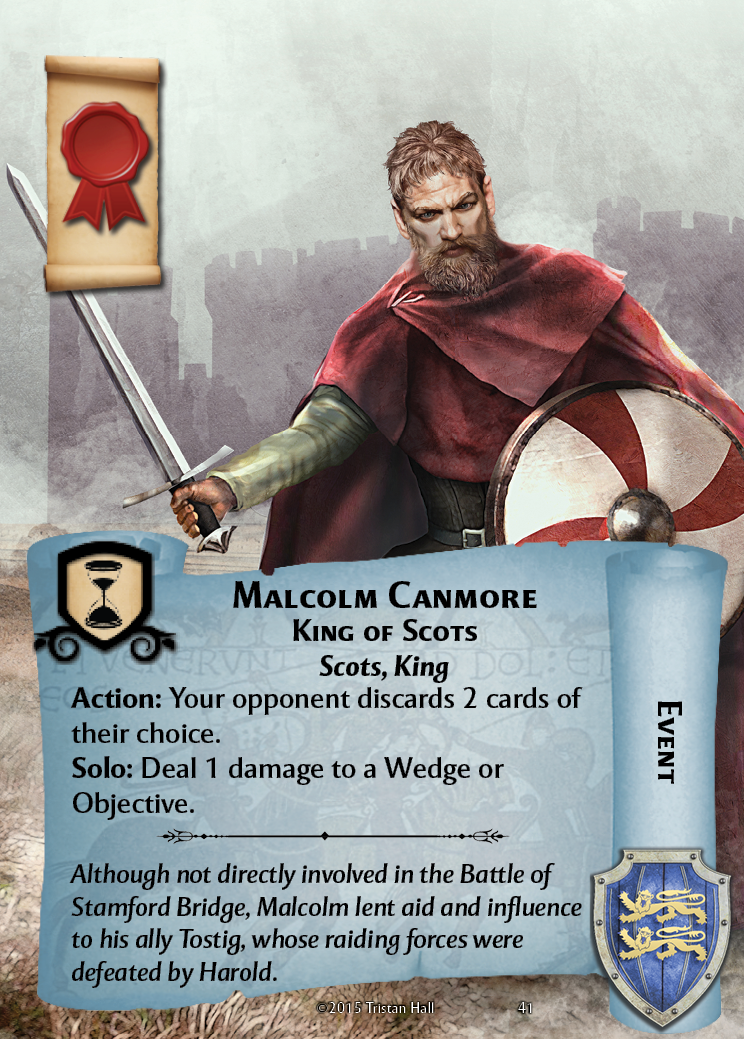 Malcolm Canmore
King of Scots
Scots, King
Action: Your opponent discards 2 cards of
their choice.
Solo: Deal 1 damage to a Wedge or
Objective.
Although not directly involved in the Battle of
Stamford Bridge, Malcolm lent aid and influence
to his ally Tostig, whose raiding forces were
defeated by Harold.
Event
©2015 Tristan Hall
41